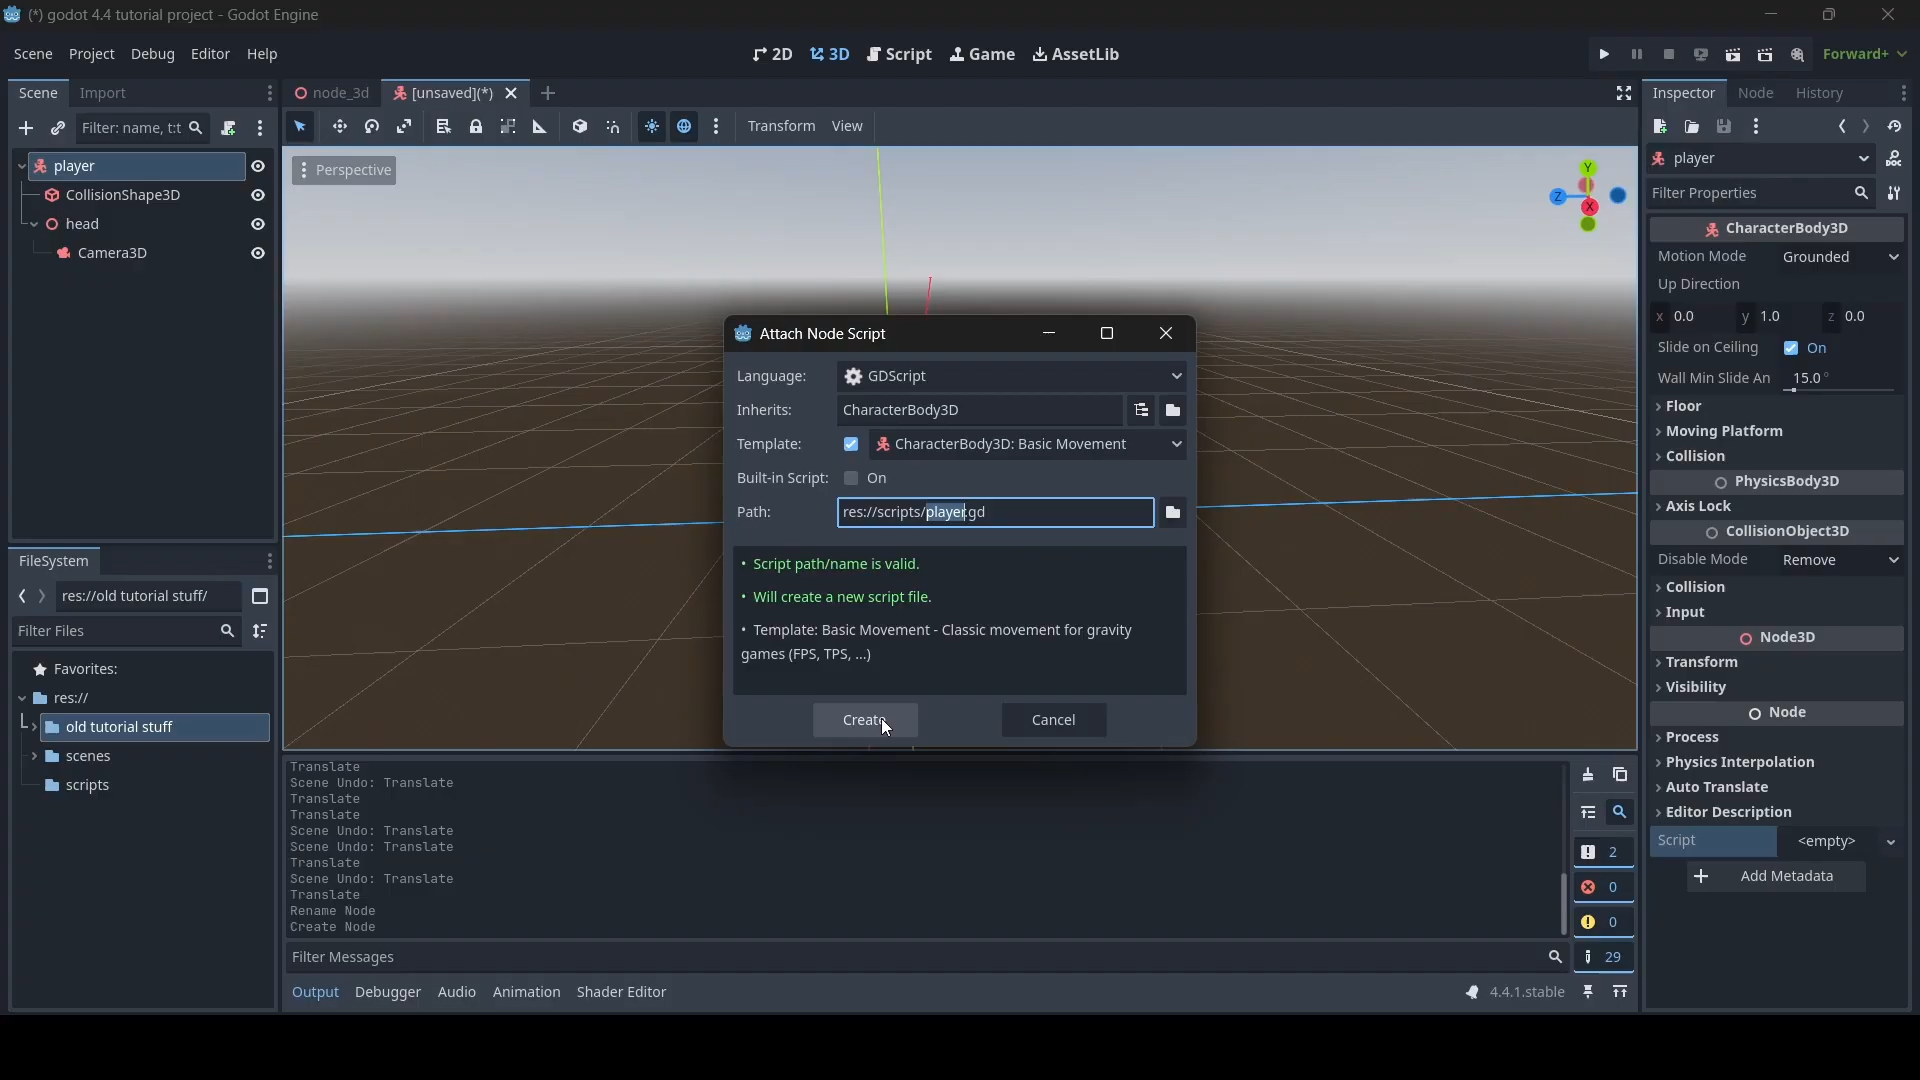 (*) godot 4.4 tutorial project - Godot Engine
Scene Project Debug Editor Help
2D 3D Script Game AssetLib
Forward+
Scene Import
Filter: name, t:t
player
CollisionShape3D
head
Camera3D
FileSystem
res://old tutorial stuff/
Filter Files
Favorites:
res://
old tutorial stuff
scenes
scripts
node_3d [unsaved](*)
Transform View
Perspective
Y
Z
X
Attach Node Script
Language: GDScript
Inherits: CharacterBody3D
Template: CharacterBody3D: Basic Movement
Built-in Script: On
Path: res://scripts/player.gd
• Script path/name is valid.
• Will create a new script file.
• Template: Basic Movement - Classic movement for gravity
games (FPS, TPS, ...)
Create Cancel
Translate
Scene Undo: Translate
Translate
Translate
Scene Undo: Translate
Scene Undo: Translate
Translate
Scene Undo: Translate
Translate
Rename Node
Create Node
2
0
0
29
Filter Messages
Output Debugger Audio Animation Shader Editor
4.4.1.stable
Inspector Node History
player
Filter Properties
CharacterBody3D
Motion Mode Grounded
Up Direction
x 0.0 y 1.0 z 0.0
Slide on Ceiling On
Wall Min Slide An 15.0 °
Floor
Moving Platform
Collision
PhysicsBody3D
Axis Lock
CollisionObject3D
Disable Mode Remove
Collision
Input
Node3D
Transform
Visibility
Node
Process
Physics Interpolation
Auto Translate
Editor Description
Script <empty>
Add Metadata